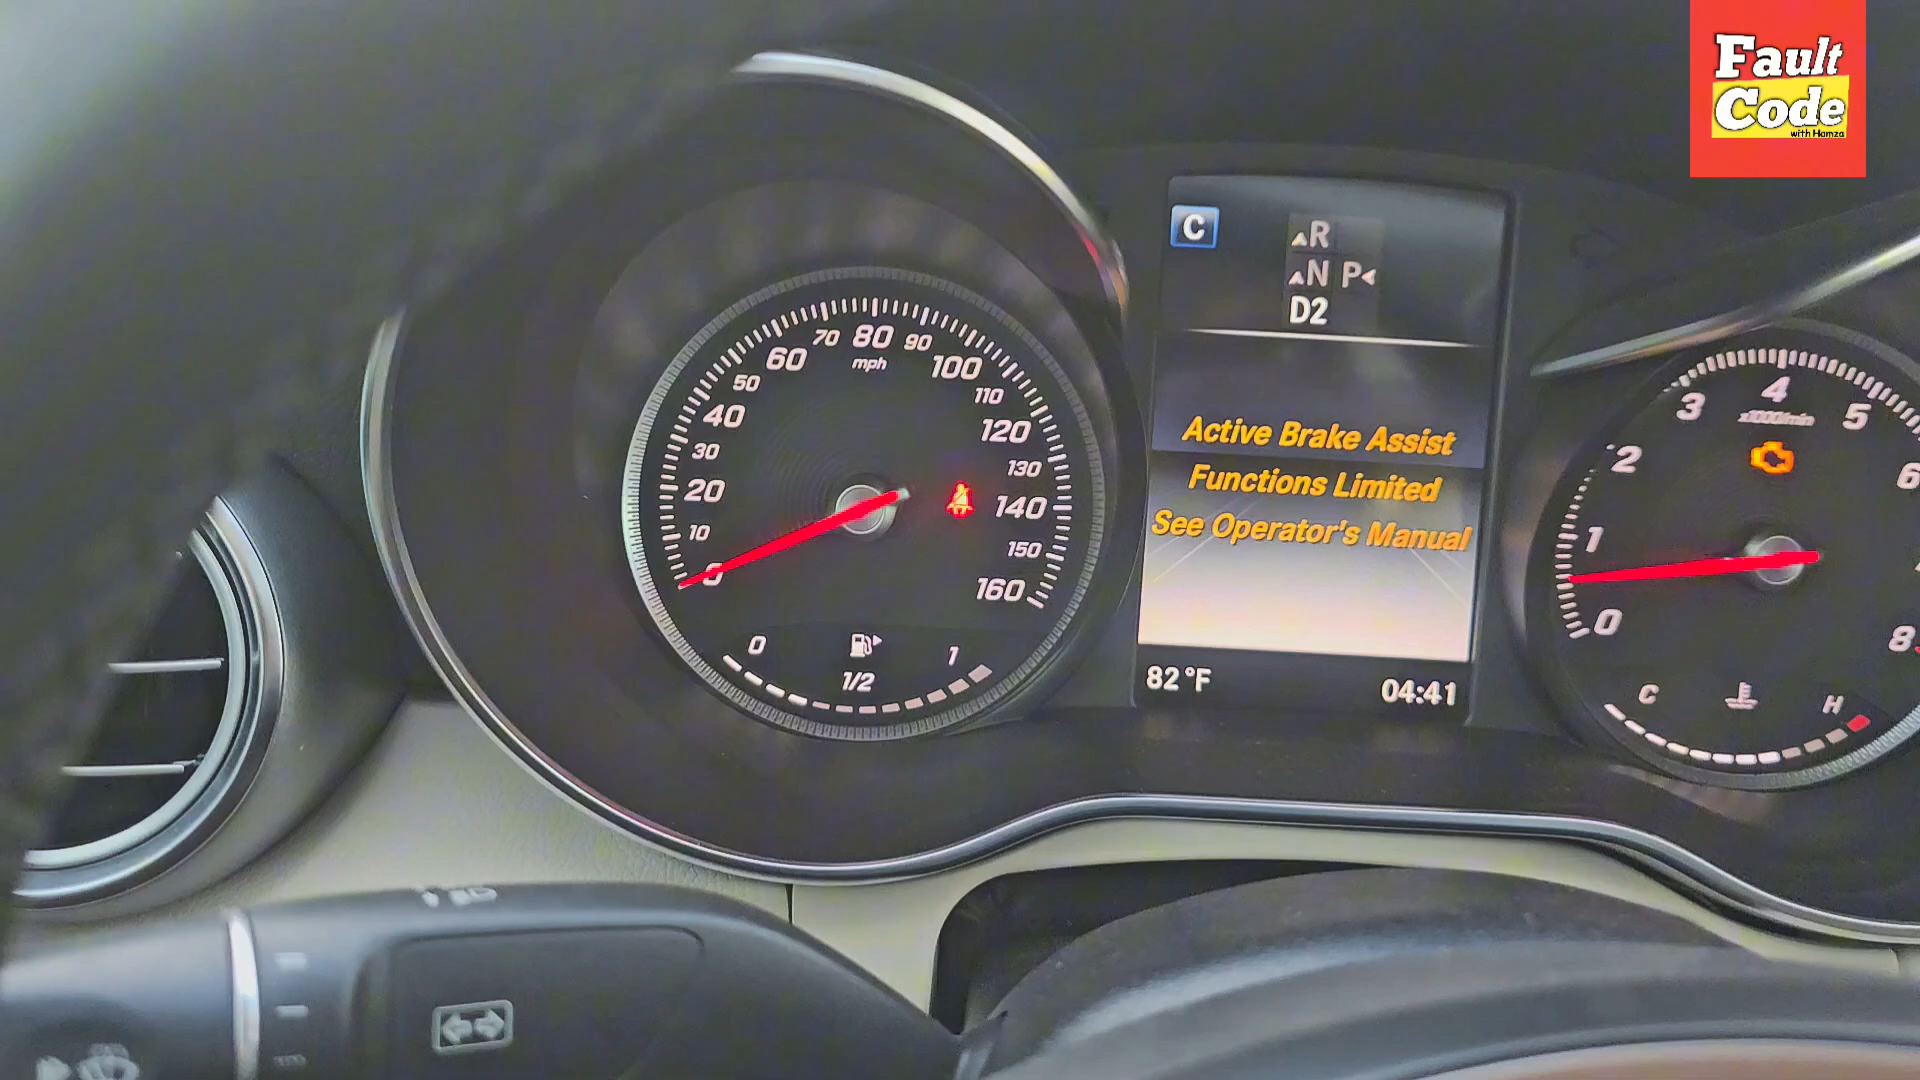 Fault
Code
with Hamza
C
R
N P
D2
Active Brake Assist
Functions Limited
See Operator's Manual
82 °F
04:41
0
10
20
30
40
50
60
70
80
90
100
110
120
130
140
150
160
mph
0
1/2
1
0
1
2
3
4
5
6
8
x1000/min
C
H